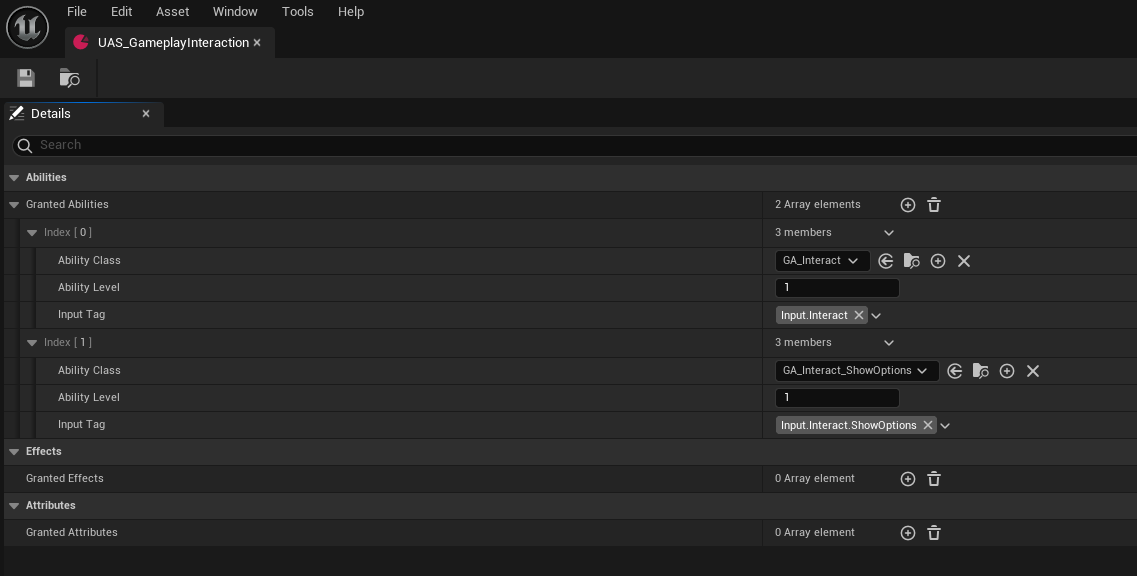 File Edit Asset Window Tools Help
UAS_GameplayInteraction
Details
Search
Abilities
Granted Abilities 2 Array elements
Index [ 0 ] 3 members
Ability Class GA_Interact
Ability Level 1
Input Tag Input.Interact
Index [ 1 ] 3 members
Ability Class GA_Interact_ShowOptions
Ability Level 1
Input Tag Input.Interact.ShowOptions
Effects
Granted Effects 0 Array element
Attributes
Granted Attributes 0 Array element